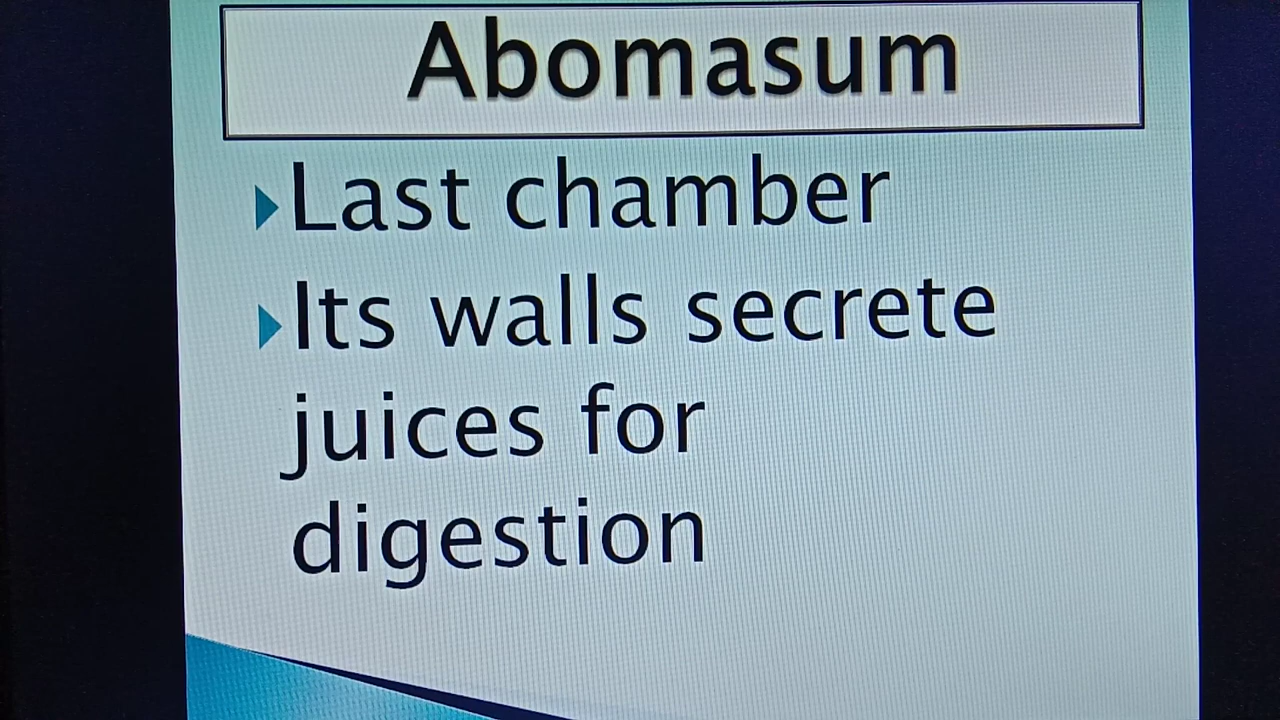 Abomasum
Last chamber
Its walls secrete
juices for
digestion